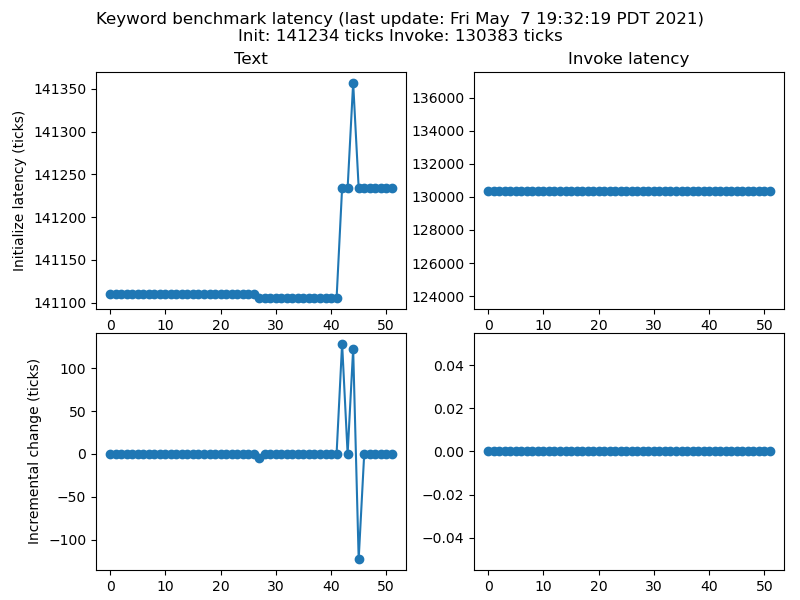 Keyword benchmark latency (last update: Fri May  7 19:32:19 PDT 2021)
Init: 141234 ticks Invoke: 130383 ticks
Text
Initialize latency (ticks)
141350
141300
141250
141200
141150
141100
0 10 20 30 40 50
Invoke latency
136000
134000
132000
130000
128000
126000
124000
0 10 20 30 40 50
Incremental change (ticks)
100
50
0
−50
−100
0 10 20 30 40 50
0.04
0.02
0.00
−0.02
−0.04
0 10 20 30 40 50